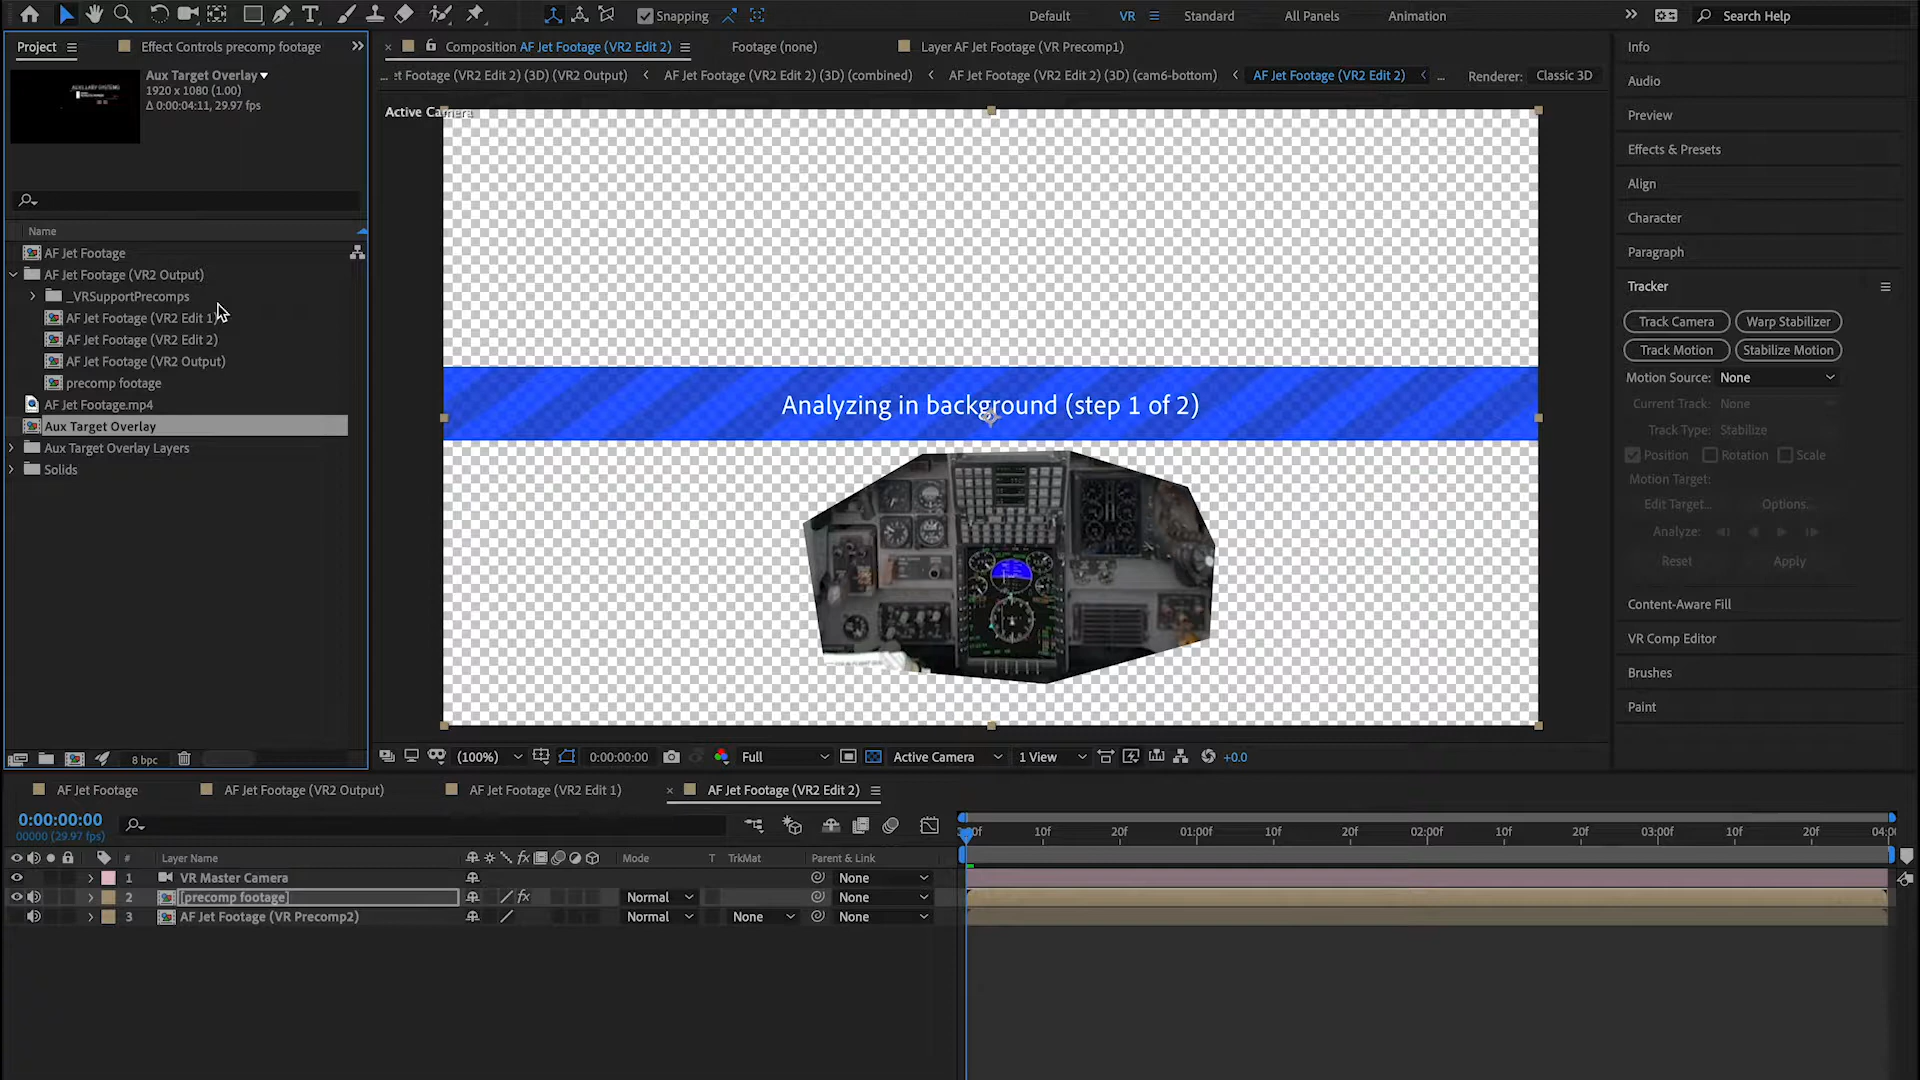 Snapping
Default
VR
Standard
All Panels
Animation
Search Help
Project
Effect Controls precomp footage
Composition AF Jet Footage (VR2 Edit 2)
Footage (none)
Layer AF Jet Footage (VR Precomp1)
Info
Aux Target Overlay
1920 x 1080 (1.00)
Δ 0:00:04:11, 29.97 fps
... et Footage (VR2 Edit 2) (3D) (VR2 Output)
AF Jet Footage (VR2 Edit 2) (3D) (combined)
AF Jet Footage (VR2 Edit 2) (3D) (cam6-bottom)
AF Jet Footage (VR2 Edit 2)
...
Renderer: Classic 3D
Audio
Active Camera
Preview
Effects & Presets
Align
Character
Paragraph
Name
AF Jet Footage
AF Jet Footage (VR2 Output)
_VRSupportPrecomps
AF Jet Footage (VR2 Edit 1)
AF Jet Footage (VR2 Edit 2)
AF Jet Footage (VR2 Output)
precomp footage
AF Jet Footage.mp4
Aux Target Overlay
Aux Target Overlay Layers
Solids
Analyzing in background (step 1 of 2)
Tracker
Track Camera
Warp Stabilizer
Track Motion
Stabilize Motion
Motion Source: None
Current Track: None
Track Type: Stabilize
Position
Rotation
Scale
Motion Target:
Edit Target...
Options...
Analyze:
Reset
Apply
Content-Aware Fill
VR Comp Editor
Brushes
Paint
8 bpc
(100%)
0:00:00:00
Full
Active Camera
1 View
+0.0
AF Jet Footage
AF Jet Footage (VR2 Output)
AF Jet Footage (VR2 Edit 1)
AF Jet Footage (VR2 Edit 2)
0:00:00:00
00000 (29.97 fps)
10f
20f
01:00f
10f
20f
02:00f
10f
20f
03:00f
10f
20f
# Layer Name
Mode
T
TrkMat
Parent & Link
1 VR Master Camera
None
2 [precomp footage]
Normal
None
3 AF Jet Footage (VR Precomp2)
Normal
None
None